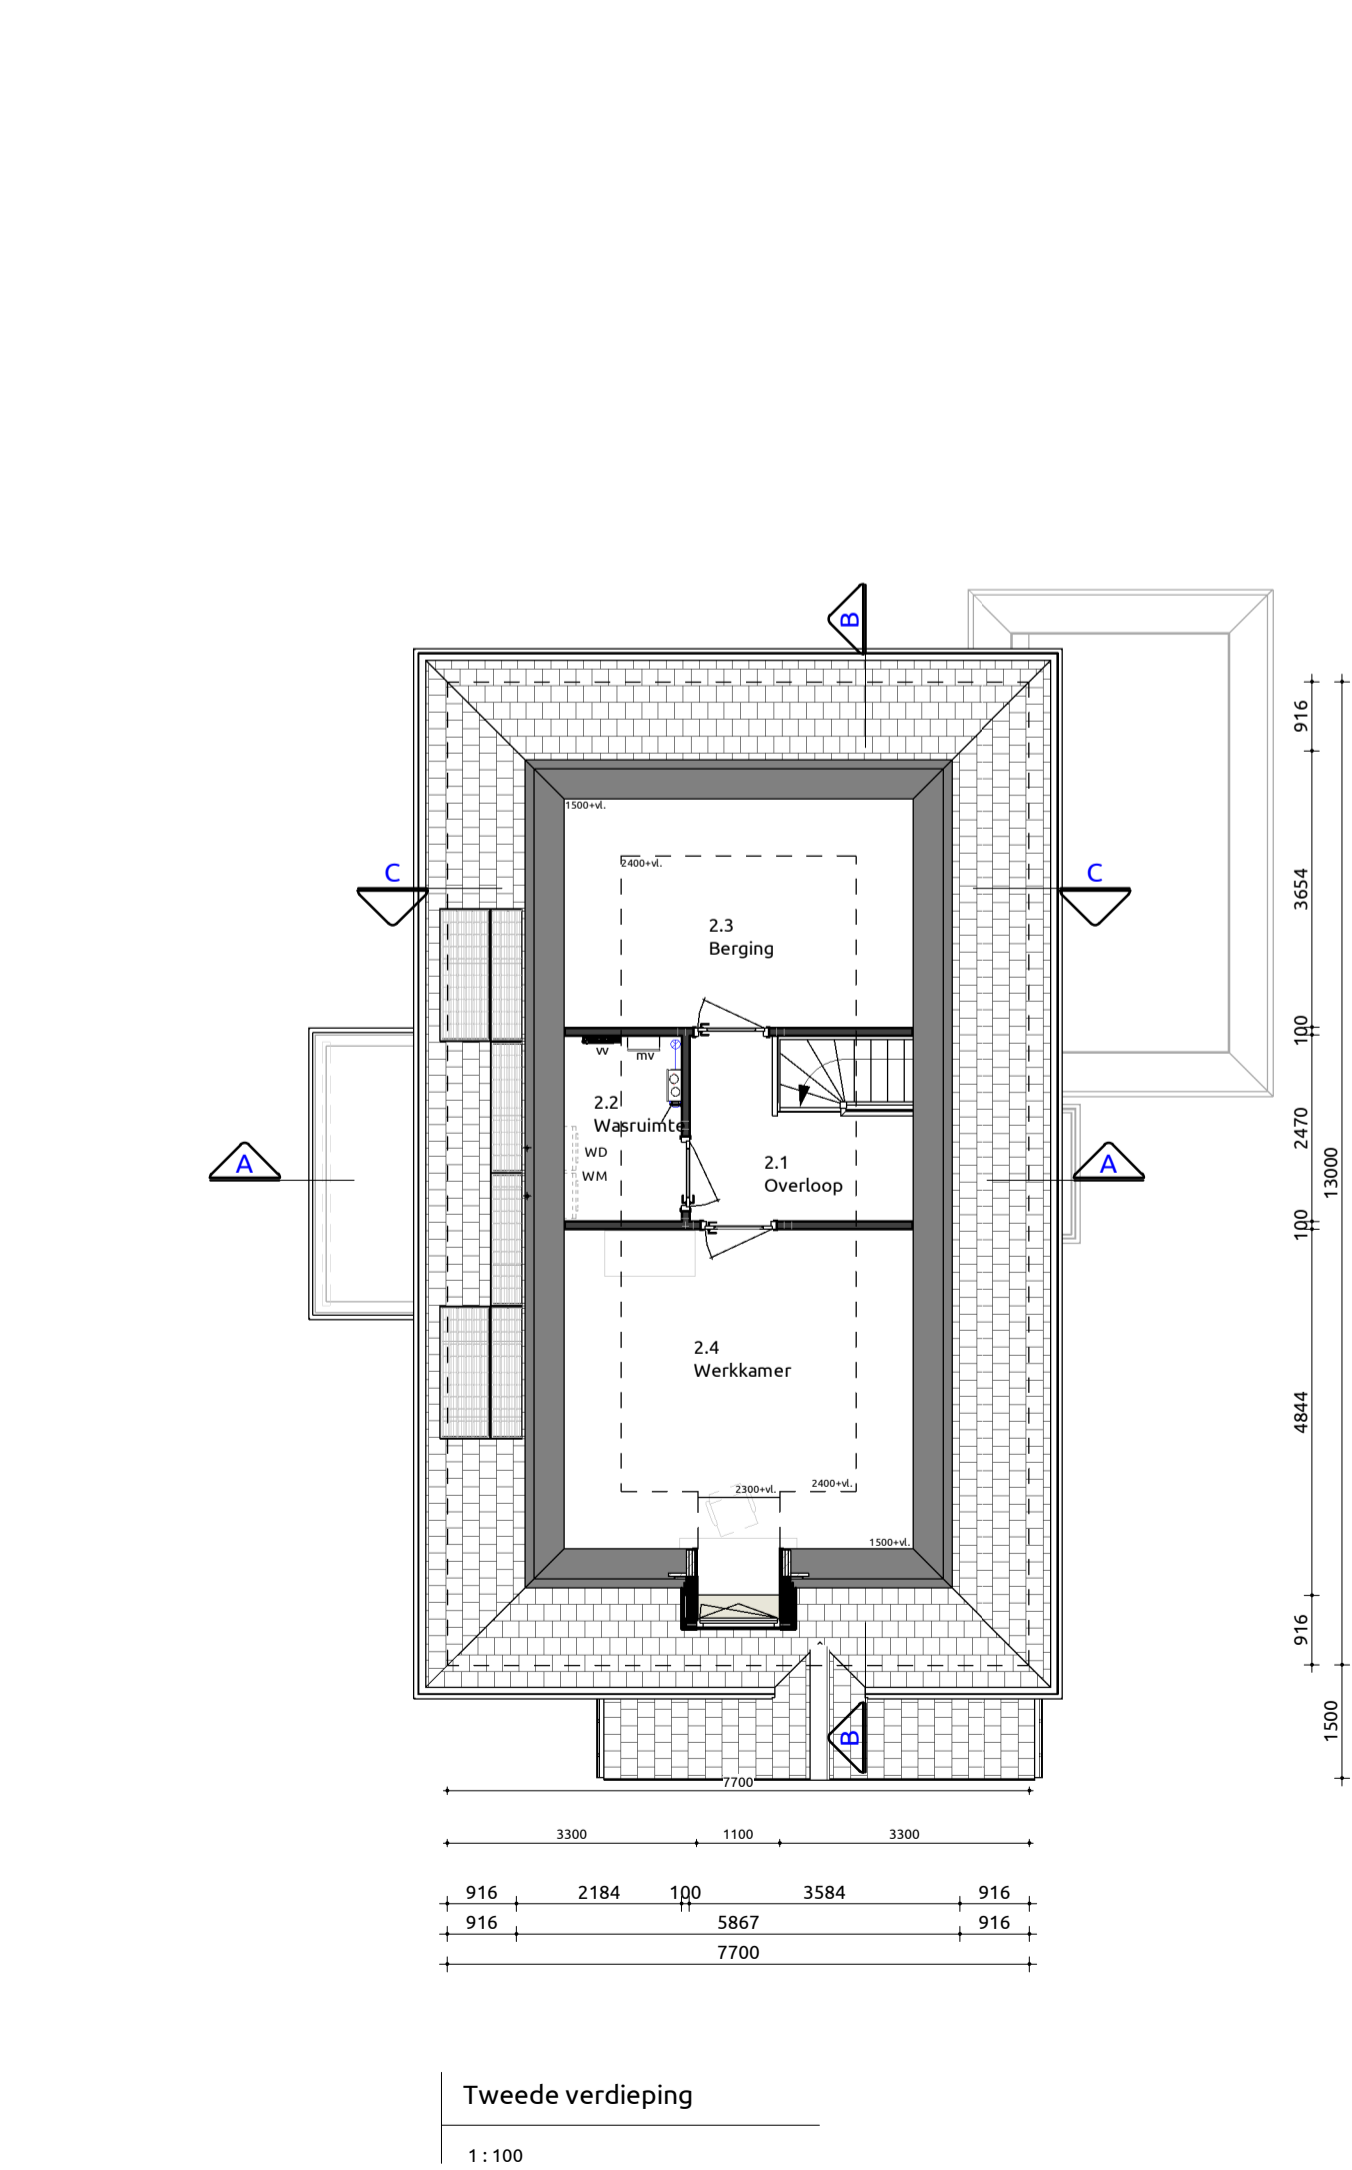 B
916
1500+vl.
2400+vl.
C
C
3654
2.3
Berging
100
vv
mv
2.2
Wasruimte
2470
WD
WM
2.1
Overloop
A
A
13000
100
2.4
Werkkamer
4844
2300+vl.
2400+vl.
1500+vl.
916
B
1500
7700
3300
1100
3300
916
2184
100
3584
916
916
5867
916
7700
Tweede verdieping
1 : 100